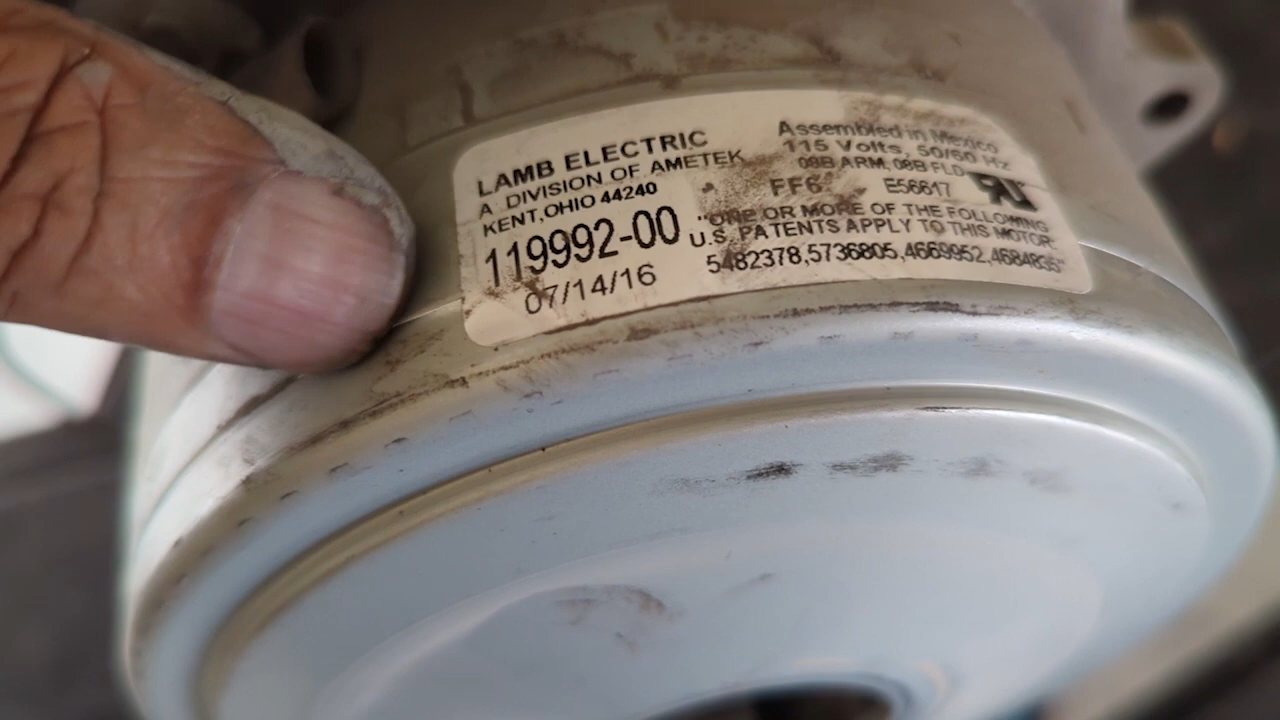 LAMB ELECTRIC
A DIVISION OF AMETEK
KENT, OHIO 44240
119992-00
07/14/16
Assembled in Mexico
115 Volts, 50/60 Hz
08B ARM, 08B FLD
FF6 E56617
"ONE OR MORE OF THE FOLLOWING
U.S. PATENTS APPLY TO THIS MOTOR:
5482378,5736805,4669952,4684835"